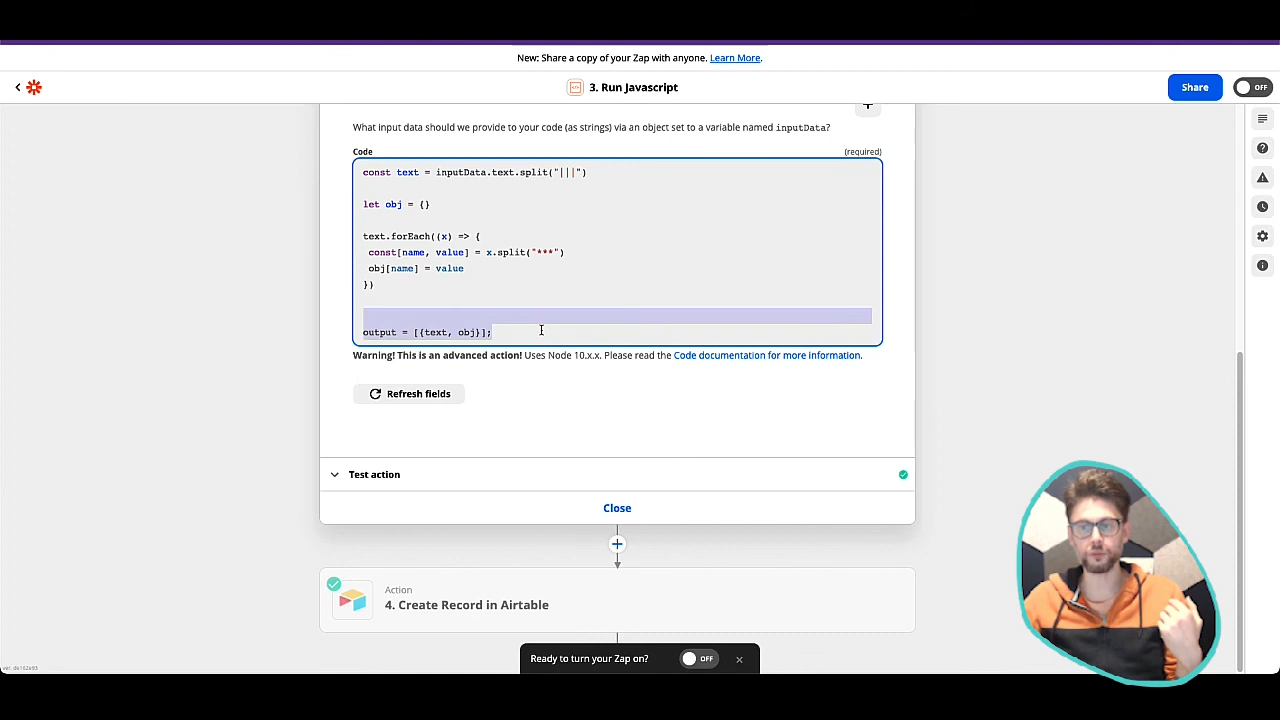 New: Share a copy of your Zap with anyone. Learn More.
3. Run Javascript
Share
OFF
What input data should we provide to your code (as strings) via an object set to a variable named inputData?
Code
(required)
const text = inputData.text.split("|||")
let obj = {}
text.forEach((x) => {
const[name, value] = x.split("***")
obj[name] = value
})
output = [{text, obj}];
Warning! This is an advanced action! Uses Node 10.x.x. Please read the Code documentation for more information.
Refresh fields
Test action
Close
Action
4. Create Record in Airtable
Ready to turn your Zap on?
OFF